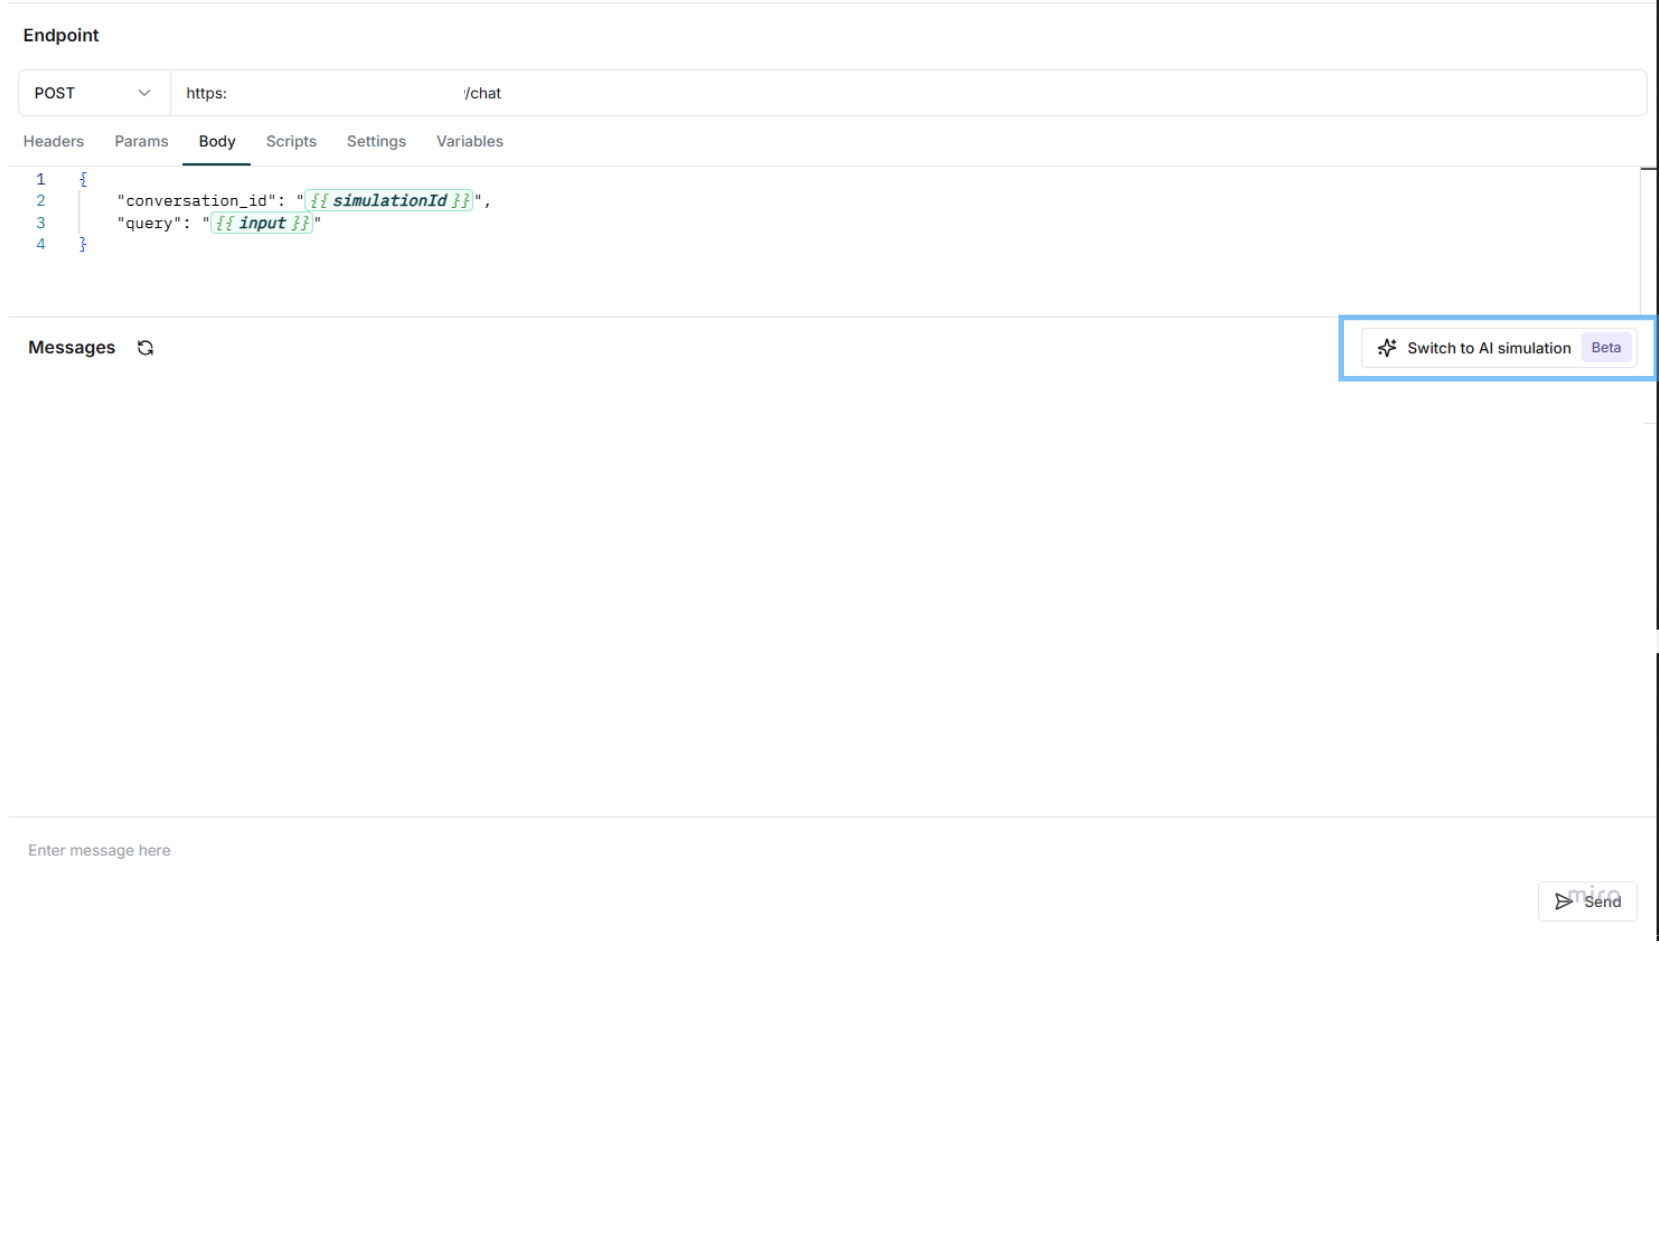 Endpoint
POST https: /chat
Headers Params Body Scripts Settings Variables
1 {
2 "conversation_id": "{{ simulationId }}",
3 "query": "{{ input }}"
4 }
Messages Switch to AI simulation Beta
Enter message here
miro
Send